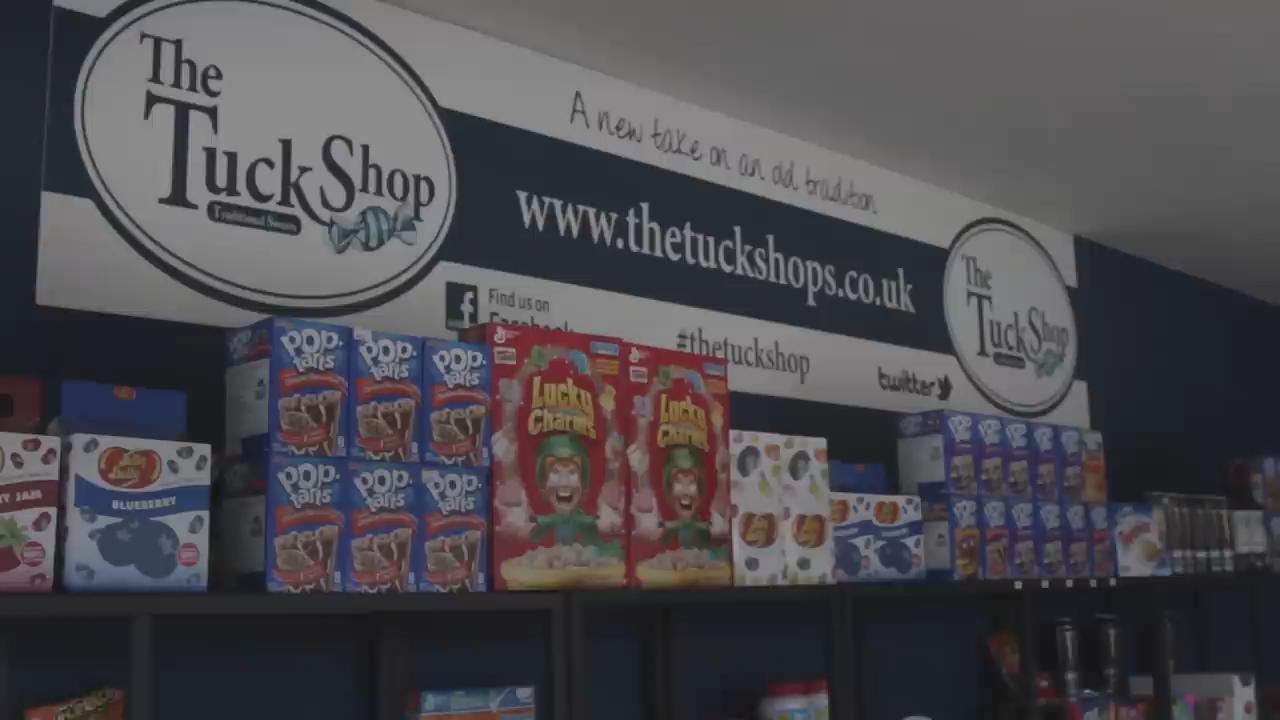 The
Tuck Shop
Traditional Sweets
A new take on an old tradition
www.thetuckshops.co.uk
Find us on
Facebook
#thetuckshop
twitter
The
Tuck Shop
POP.
tarts
POP.
tarts
POP.
tarts
POP.
tarts
POP.
tarts
POP.
tarts
Lucky
Charms
Lucky
Charms
Jelly
Belly
BLUEBERRY